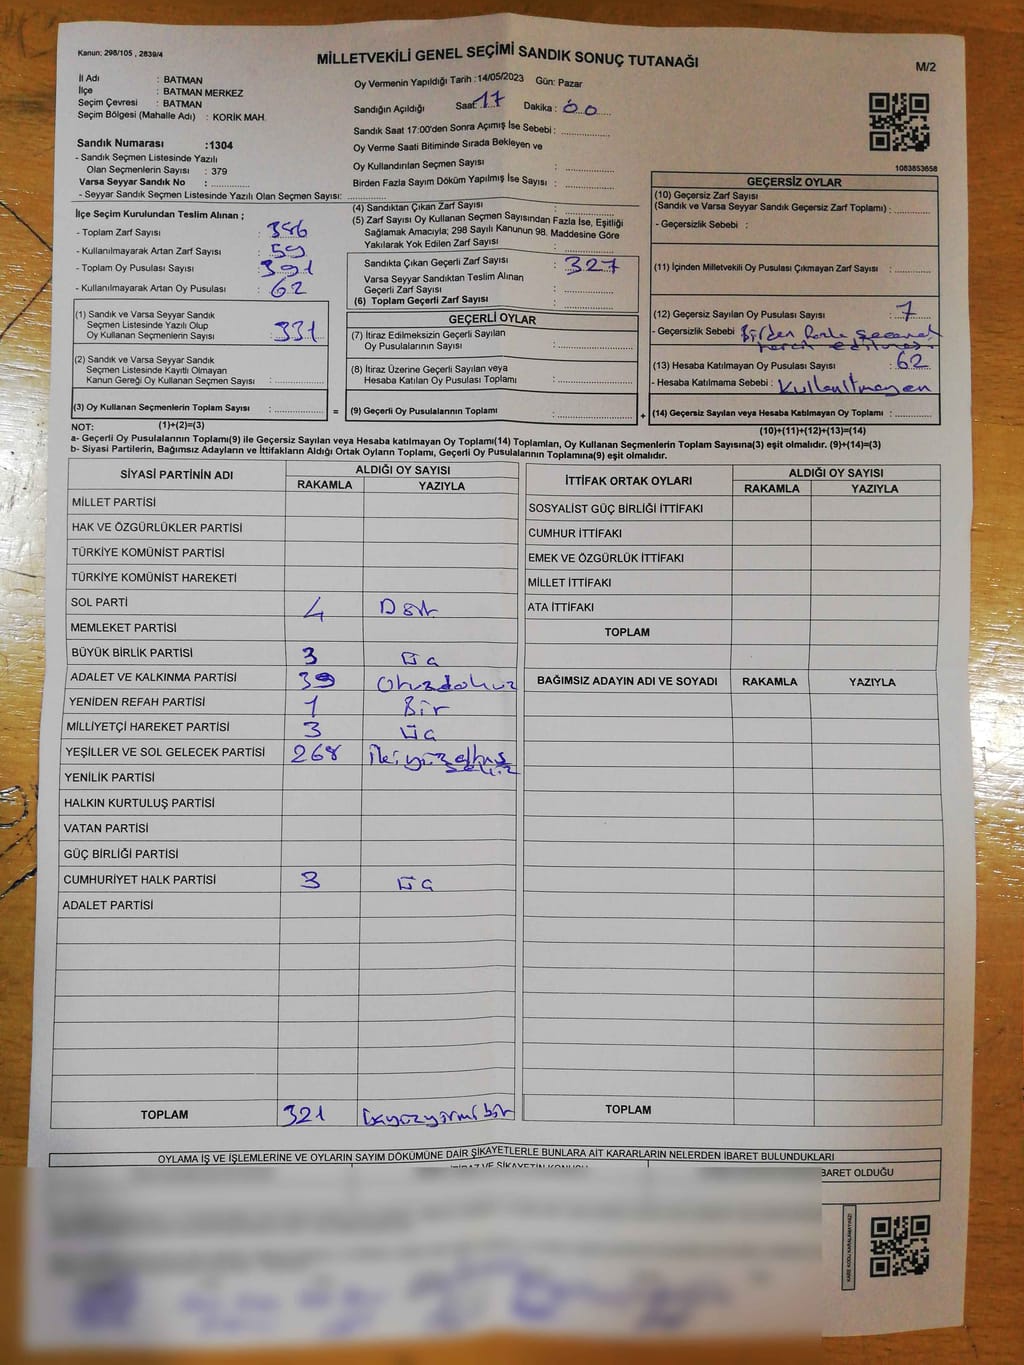 Kanun: 298/105 , 2839/4
MİLLETVEKİLİ GENEL SEÇİMİ SANDIK SONUÇ TUTANAĞI
M/2
İl Adı : BATMAN
İlçe : BATMAN MERKEZ
Seçim Çevresi : BATMAN
Seçim Bölgesi (Mahalle Adı) : KORİK MAH.
Oy Vermenin Yapıldığı Tarih : 14/05/2023 Gün: Pazar
Sandığın Açıldığı Saat: 17 Dakika : 00
Sandık Saat 17:00'den Sonra Açılmış İse Sebebi :
Oy Verme Saati Bitiminde Sırada Bekleyen ve
Oy Kullandırılan Seçmen Sayısı :
Birden Fazla Sayım Döküm Yapılmış İse Sayısı :
1083853658
Sandık Numarası :1304
- Sandık Seçmen Listesinde Yazılı
Olan Seçmenlerin Sayısı : 379
Varsa Seyyar Sandık No :
- Seyyar Sandık Seçmen Listesinde Yazılı Olan Seçmen Sayısı:
İlçe Seçim Kurulundan Teslim Alınan ;
- Toplam Zarf Sayısı :
- Kullanılmayarak Artan Zarf Sayısı : 59
- Toplam Oy Pusulası Sayısı : 391
- Kullanılmayarak Artan Oy Pusulası : 62
(1) Sandık ve Varsa Seyyar Sandık
Seçmen Listesinde Yazılı Olup
Oy Kullanan Seçmenlerin Sayısı : 331
(2) Sandık ve Varsa Seyyar Sandık
Seçmen Listesinde Kayıtlı Olmayan
Kanun Gereği Oy Kullanan Seçmen Sayısı :
(3) Oy Kullanan Seçmenlerin Toplam Sayısı :
(1)+(2)=(3)
(4) Sandıktan Çıkan Zarf Sayısı :
(5) Zarf Sayısı Oy Kullanan Seçmen Sayısından Fazla İse, Eşitliği
Sağlamak Amacıyla; 298 Sayılı Kanunun 98. Maddesine Göre
Yakılarak Yok Edilen Zarf Sayısı :
Sandıkta Çıkan Geçerli Zarf Sayısı : 327
Varsa Seyyar Sandıktan Teslim Alınan
Geçerli Zarf Sayısı :
(6) Toplam Geçerli Zarf Sayısı :
GEÇERLİ OYLAR
(7) İtiraz Edilmeksizin Geçerli Sayılan
Oy Pusulalarının Sayısı :
(8) İtiraz Üzerine Geçerli Sayılan veya
Hesaba Katılan Oy Pusulası Toplamı :
= (9) Geçerli Oy Pusulalarının Toplamı :
GEÇERSİZ OYLAR
(10) Geçersiz Zarf Sayısı
(Sandık ve Varsa Seyyar Sandık Geçersiz Zarf Toplamı) :
- Geçersizlik Sebebi :
(11) İçinden Milletvekili Oy Pusulası Çıkmayan Zarf Sayısı :
(12) Geçersiz Sayılan Oy Pusulası Sayısı : 7
- Geçersizlik Sebebi : Birden fazla seçenek
tercih edilmesi
(13) Hesaba Katılmayan Oy Pusulası Sayısı : 62
- Hesaba Katılmama Sebebi : Kullanılmayan
+ (14) Geçersiz Sayılan veya Hesaba Katılmayan Oy Toplamı :
(10)+(11)+(12)+(13)=(14)
NOT:
a- Geçerli Oy Pusulalarının Toplamı(9) ile Geçersiz Sayılan veya Hesaba katılmayan Oy Toplamı(14) Toplamları, Oy Kullanan Seçmenlerin Toplam Sayısına(3) eşit olmalıdır. (9)+(14)=(3)
b- Siyasi Partilerin, Bağımsız Adayların ve İttifakların Aldığı Ortak Oyların Toplamı, Geçerli Oy Pusulalarının Toplamına(9) eşit olmalıdır.
SİYASİ PARTİNİN ADI ALDIĞI OY SAYISI
RAKAMLA YAZIYLA
MİLLET PARTİSİ
HAK VE ÖZGÜRLÜKLER PARTİSİ
TÜRKİYE KOMÜNİST PARTİSİ
TÜRKİYE KOMÜNİST HAREKETİ
SOL PARTİ 4 Dört
MEMLEKET PARTİSİ
BÜYÜK BİRLİK PARTİSİ 3 Üç
ADALET VE KALKINMA PARTİSİ 39 Otuzdokuz
YENİDEN REFAH PARTİSİ 1 Bir
MİLLİYETÇİ HAREKET PARTİSİ 3 Üç
YEŞİLLER VE SOL GELECEK PARTİSİ 268 İkiyüzaltmış
sekiz
YENİLİK PARTİSİ
HALKIN KURTULUŞ PARTİSİ
VATAN PARTİSİ
GÜÇ BİRLİĞİ PARTİSİ
CUMHURİYET HALK PARTİSİ 3 Üç
ADALET PARTİSİ
TOPLAM 321 üçyüzyirmi bir
İTTİFAK ORTAK OYLARI ALDIĞI OY SAYISI
RAKAMLA YAZIYLA
SOSYALİST GÜÇ BİRLİĞİ İTTİFAKI
CUMHUR İTTİFAKI
EMEK VE ÖZGÜRLÜK İTTİFAKI
MİLLET İTTİFAKI
ATA İTTİFAKI
TOPLAM
BAĞIMSIZ ADAYIN ADI VE SOYADI RAKAMLA YAZIYLA
TOPLAM
OYLAMA İŞ VE İŞLEMLERİNE VE OYLARIN SAYIM DÖKÜMÜNE DAİR ŞİKAYETLERLE BUNLARA AİT KARARLARIN NELERDEN İBARET BULUNDUKLARI
İTİRAZ VE ŞİKAYETİN KONUSU
İBARET OLDUĞU
KARE KODU KARALAMAYINIZ!